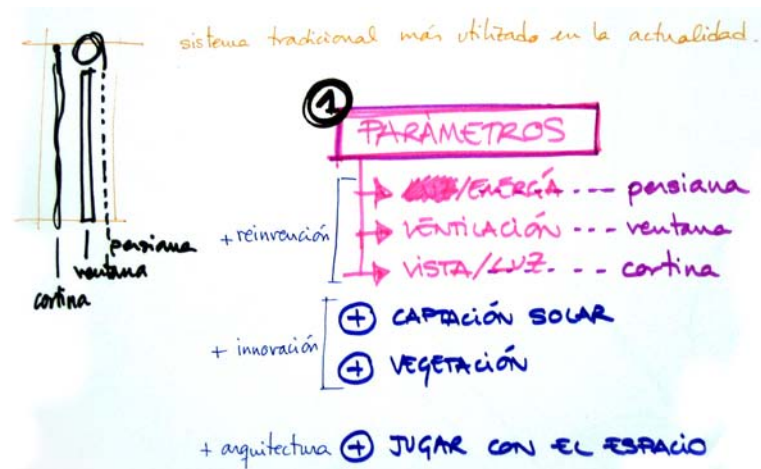 sistema tradicional más utilizado en la actualidad.
1
PARÁMETROS
/ENERGÍA - - - persiana
+ reinvención
VENTILACIÓN - - - ventana
VISTA/LUZ - - - cortina
persiana
ventana
cortina
+ innovación
+ CAPTACIÓN SOLAR
+ VEGETACIÓN
+ arquitectura + JUGAR CON EL ESPACIO